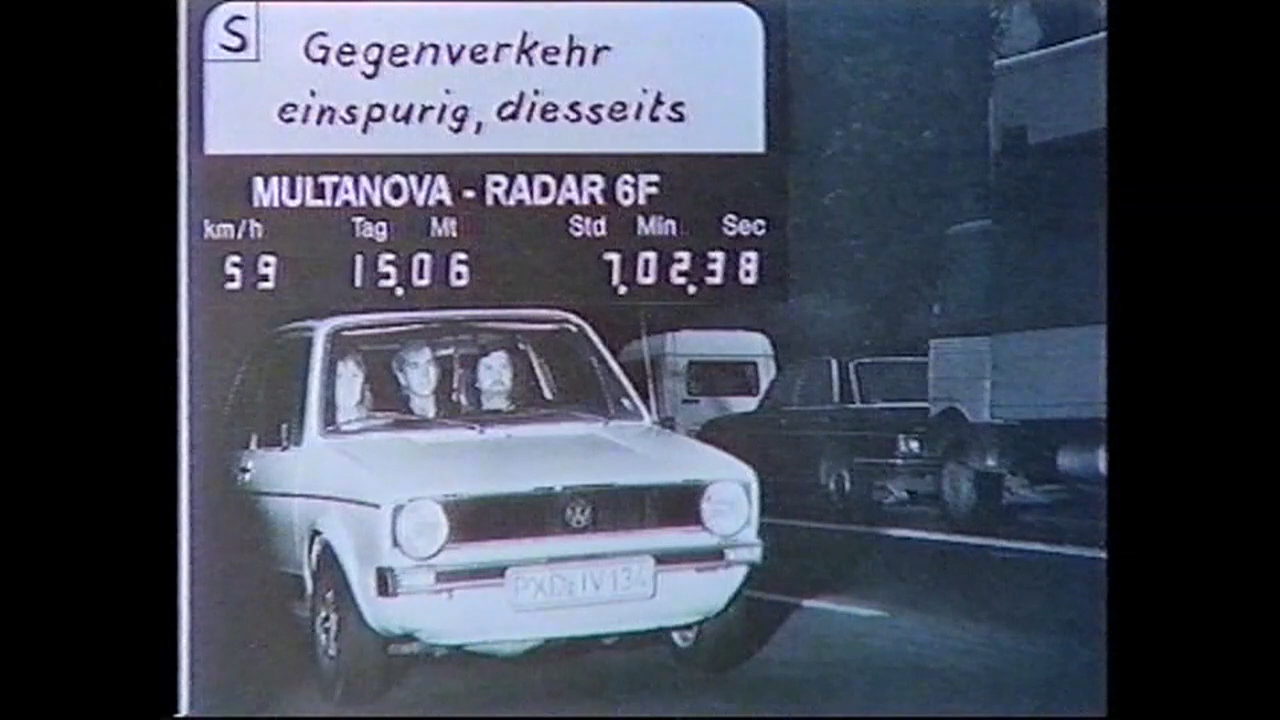 S
Gegenverkehr
einspurig, diesseits
MULTANOVA - RADAR 6F
km/h Tag Mt Std Min Sec
59 15.06 7.02.38